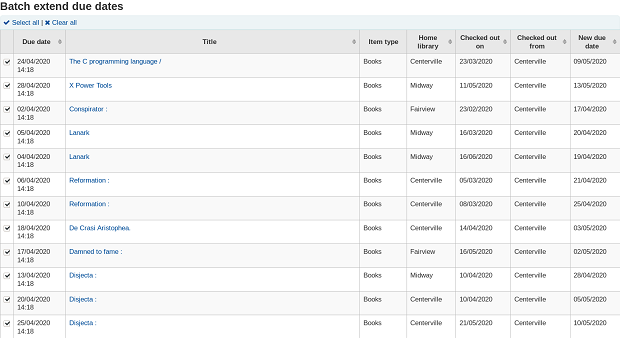 Batch extend due dates
Select all | Clear all
Due date Title Item type Home library Checked out on Checked out from New due date
24/04/2020 14:18 The C programming language / Books Centerville 23/03/2020 Centerville 09/05/2020
28/04/2020 14:18 X Power Tools Books Midway 11/05/2020 Centerville 13/05/2020
02/04/2020 14:18 Conspirator : Books Fairview 23/02/2020 Centerville 17/04/2020
05/04/2020 14:18 Lanark Books Midway 16/03/2020 Centerville 20/04/2020
04/04/2020 14:18 Lanark Books Midway 16/06/2020 Centerville 19/04/2020
06/04/2020 14:18 Reformation : Books Centerville 05/03/2020 Centerville 21/04/2020
10/04/2020 14:18 Reformation : Books Centerville 08/03/2020 Centerville 25/04/2020
18/04/2020 14:18 De Crasi Aristophea. Books Centerville 14/04/2020 Centerville 03/05/2020
17/04/2020 14:18 Damned to fame : Books Fairview 16/05/2020 Centerville 02/05/2020
13/04/2020 14:18 Disjecta : Books Midway 10/04/2020 Centerville 28/04/2020
20/04/2020 14:18 Disjecta : Books Centerville 10/04/2020 Centerville 05/05/2020
25/04/2020 14:18 Disjecta : Books Centerville 21/05/2020 Centerville 10/05/2020